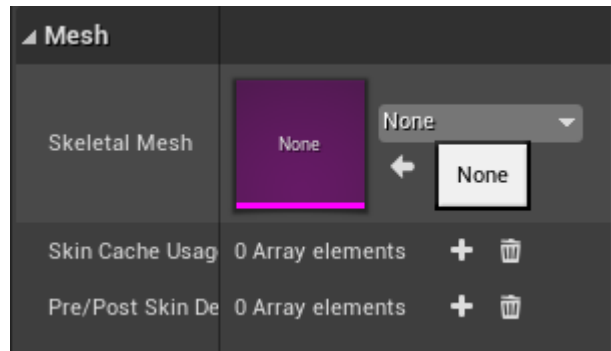 Mesh
Skeletal Mesh
None
None
None
Skin Cache Usag 0 Array elements
Pre/Post Skin De 0 Array elements